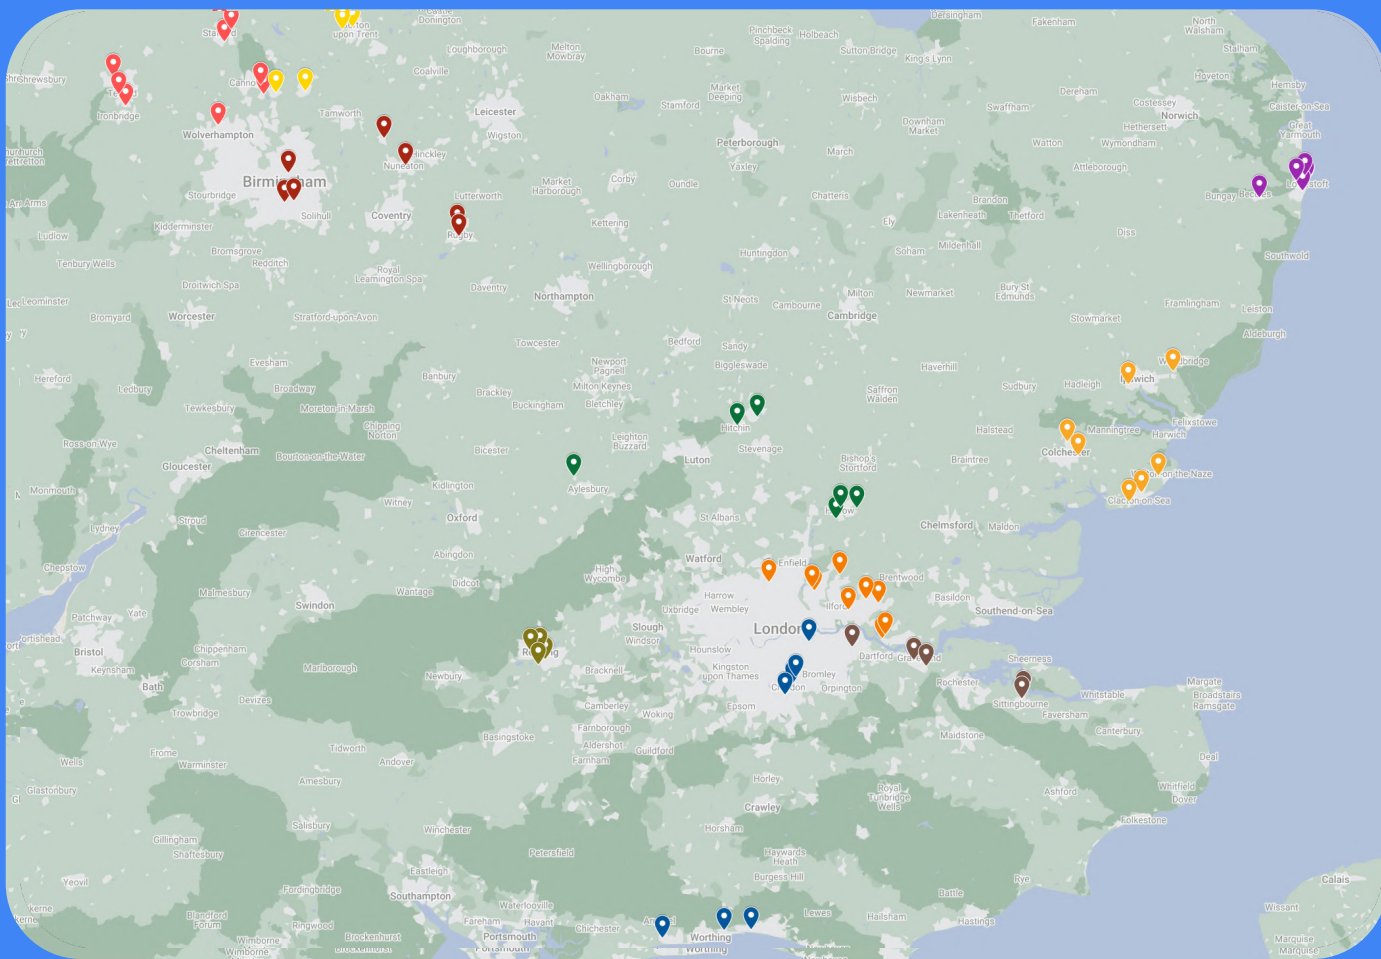 Donington
Defsingham
Fakenham
North
Walsham
Pinchbeck
Spalding
Holbeach
upon Trent
Loughborough
Melton
Mowbray
Bourne
Sutton Bridge
King's Lynn
Stalham
Shrewsbury
Coalville
Hoveton
Hemsby
Oakham
Market
Deeping
Stamford
Wisbech
Swaffham
Dereham
Costessey
Norwich
Caister-on-Sea
Ironbridge
Tamworth
Leicester
Wigston
Downham
Market
Hethersett
Great
Yarmouth
Wolverhampton
Peterborough
Watton
Wymondham
Nuneaton
March
Yaxley
Attleborough
Birmingham
Market
Harborough
Corby
Oundle
Stourbridge
Lutterworth
Chatteris
Brandon
Bungay
Solihull
Coventry
Kettering
Ely
Lakenheath
Thetford
Kidderminster
Rugby
Diss
Ludlow
Bromsgrove
Redditch
Huntingdon
Soham
Mildenhall
Southwold
Tenbury Wells
Royal
Leamington Spa
Wellingborough
Droitwich Spa
Daventry
Northampton
St Neots
Cambourne
Milton
Newmarket
Bury St
Edmunds
Leominster
Framlingham
Leiston
Bromyard
Worcester
Stratford-upon-Avon
Cambridge
Stowmarket
Aldeburgh
Towcester
Bedford
Sandy
Evesham
Newport
Pagnell
Biggleswade
Haverhill
Hereford
Ledbury
Broadway
Banbury
Milton Keynes
Saffron
Walden
Sudbury
Hadleigh
Ipswich
Tewkesbury
Moreton-in-Marsh
Brackley
Buckingham
Bletchley
Chipping
Norton
Hitchin
Halstead
Manningtree
Felixstowe
Harwich
Ross-on-Wye
Cheltenham
Bicester
Leighton
Buzzard
Luton
Stevenage
Colchester
Gloucester
Bourton-on-the-Water
Bishop's
Stortford
Braintree
Monmouth
Kidlington
Aylesbury
Lydney
Stroud
Witney
Oxford
St Albans
Chelmsford
Maldon
Clacton-on-Sea
Cirencester
Chepstow
Abingdon
Watford
Enfield
High
Wycombe
Brentwood
Malmesbury
Wantage
Didcot
Harrow
Wembley
Basildon
Patchway
Yate
Swindon
Uxbridge
Southend-on-Sea
Slough
Windsor
London
Bristol
Chippenham
Corsham
Hounslow
Dartford
Sheerness
Keynsham
Marlborough
Newbury
Bracknell
Kingston
upon Thames
Bromley
Rochester
Margate
Bath
Orpington
Whitstable
Broadstairs
Devizes
Camberley
Epsom
Sittingbourne
Ramsgate
Trowbridge
Woking
Faversham
Farnborough
Basingstoke
Aldershot
Guildford
Maidstone
Canterbury
Frome
Warminster
Tidworth
Andover
Farnham
Deal
Wells
Amesbury
Horley
Royal
Tunbridge
Wells
Ashford
Whitfield
Dover
Glastonbury
Crawley
Folkestone
Salisbury
Winchester
Horsham
Gillingham
Shaftesbury
Petersfield
Haywards
Heath
Eastleigh
Burgess Hill
Rye
Calais
Yeovil
Fordingbridge
Southampton
Battle
Wissant
Blandford
Forum
Ringwood
Waterlooville
Fareham
Havant
Chichester
Lewes
Hailsham
Hastings
Wimborne
Brockenhurst
Portsmouth
Worthing
Marquise